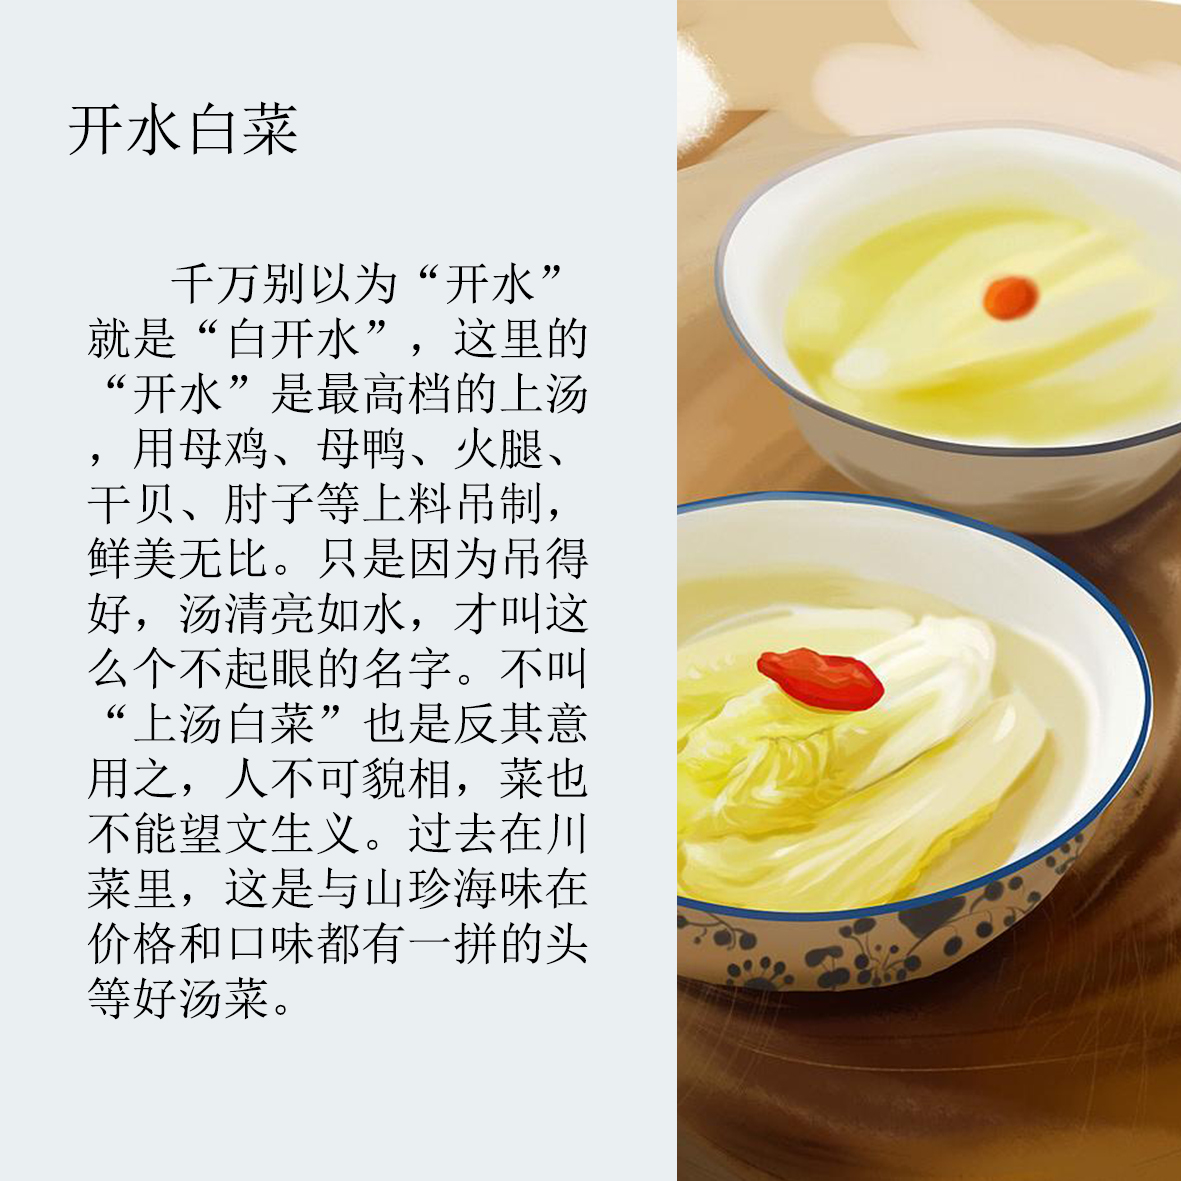 开水白菜
千万别以为“开水”
就是“白开水”，这里的
“开水”是最高档的上汤
，用母鸡、母鸭、火腿、
干贝、肘子等上料吊制，
鲜美无比。只是因为吊得
好，汤清亮如水，才叫这
么个不起眼的名字。不叫
“上汤白菜”也是反其意
用之，人不可貌相，菜也
不能望文生义。过去在川
菜里，这是与山珍海味在
价格和口味都有一拼的头
等好汤菜。